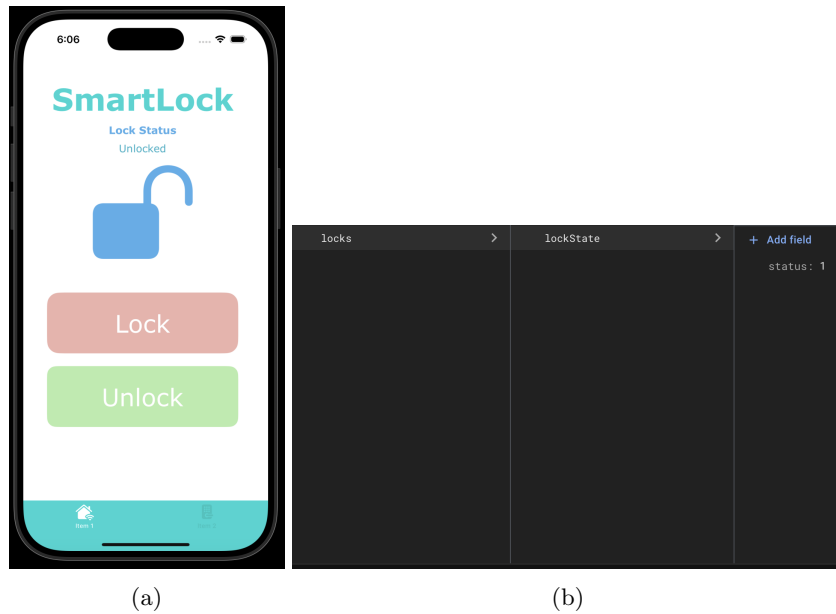 6:06
SmartLock
Lock Status
Unlocked
Lock
Unlock
Item 1
locks
lockState
+ Add field
status: 1
(a)
(b)